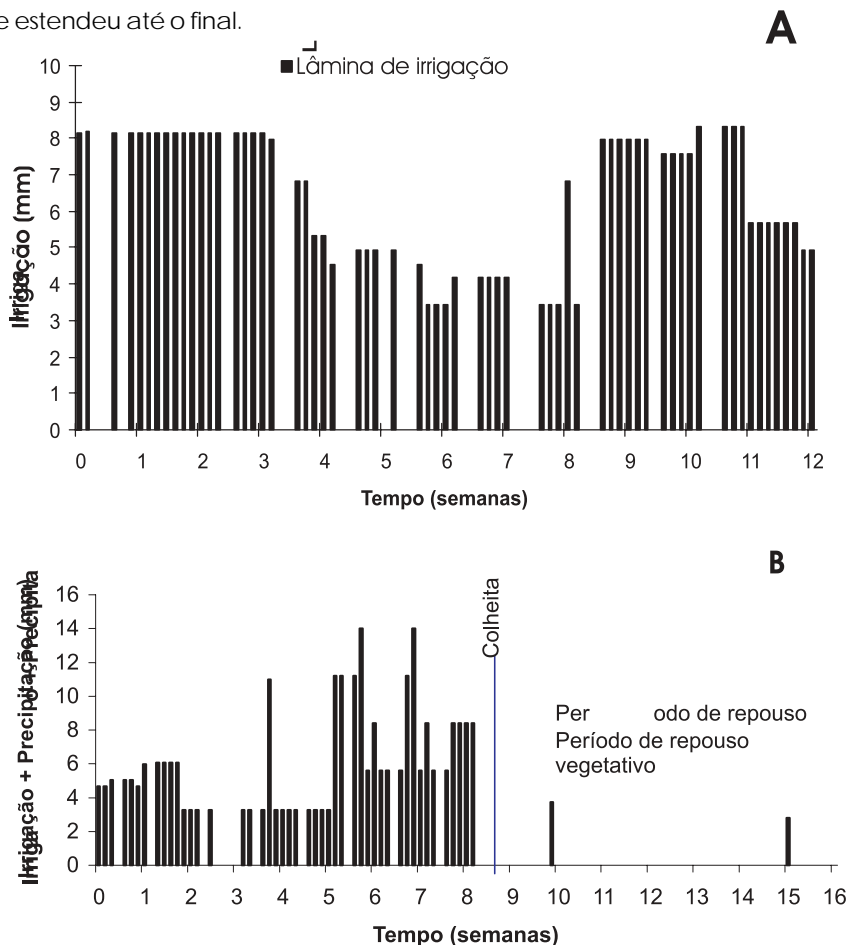 e estendeu até o final.
A
L
Lâmina de irrigação
10
9
8
7
6
5
4
3
2
1
0
Irrigação (mm)
0 1 2 3 4 5 6 7 8 9 10 11 12
Tempo (semanas)
B
16
14
12
10
8
6
4
2
0
Irrigação + Precipitação (mm)
Colheita
Per odo de repouso
Período de repouso
vegetativo
0 1 2 3 4 5 6 7 8 9 10 11 12 13 14 15 16
Tempo (semanas)